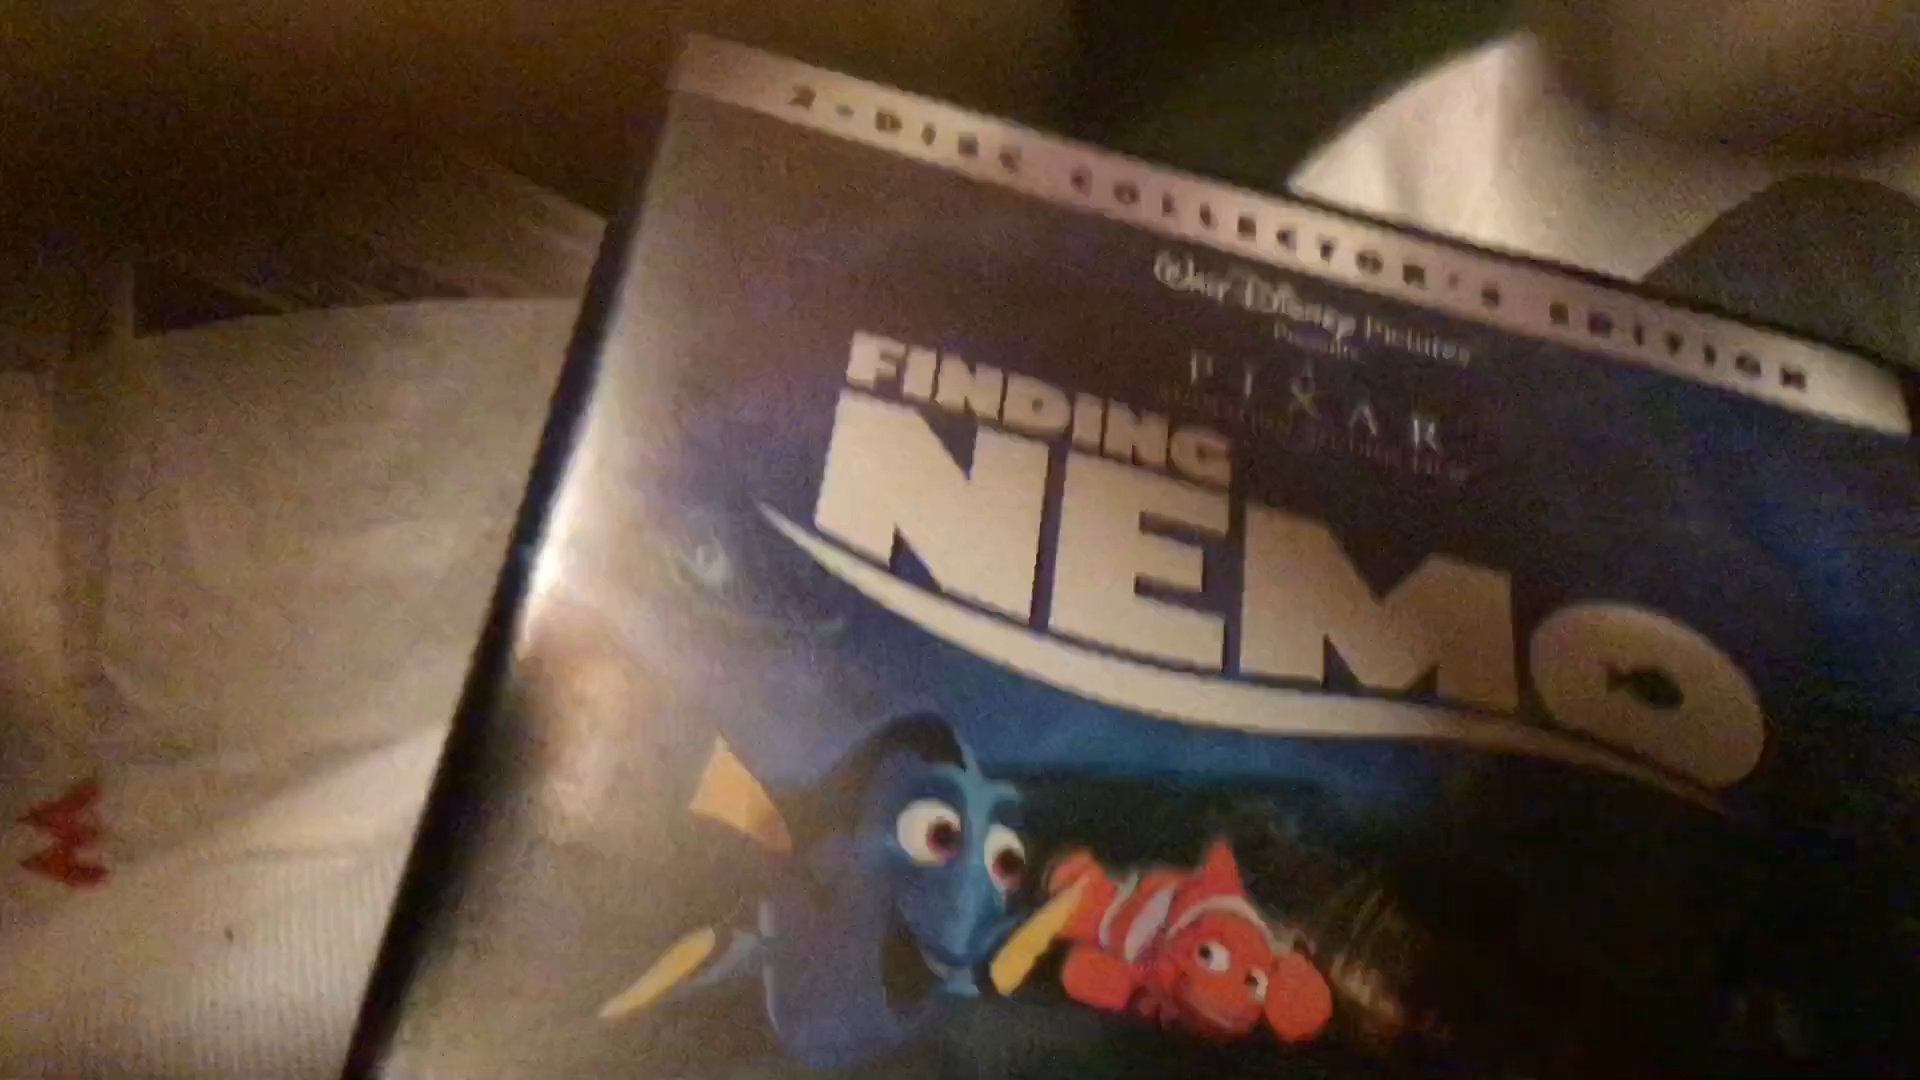 2-DISC COLLECTOR'S EDITION
Walt Disney Pictures
Presents
PIXAR
FINDING
NEMO